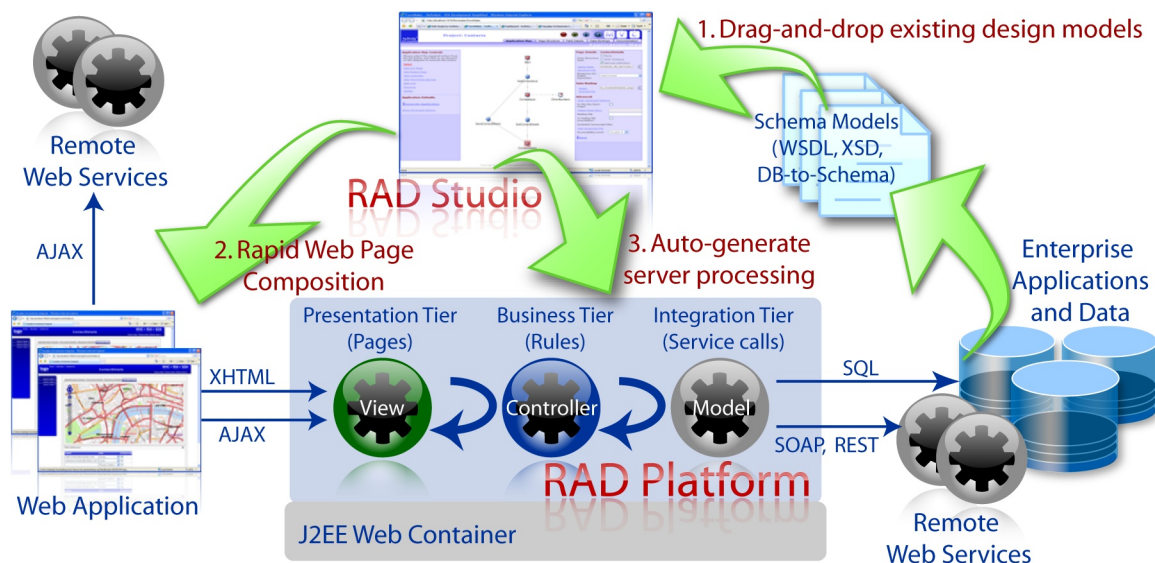 1. Drag-and-drop existing design models
Project Contacts
Remote
Web Services
Schema Models
(WSDL, XSD,
DB-to-Schema)
RAD Studio
AJAX
2. Rapid Web Page
Composition
3. Auto-generate
server processing
Enterprise
Applications
and Data
Presentation Tier
(Pages)
Business Tier
(Rules)
Integration Tier
(Service calls)
XHTML
AJAX
View
Controller
Model
SQL
SOAP, REST
RAD Platform
Web Application
J2EE Web Container
Remote
Web Services